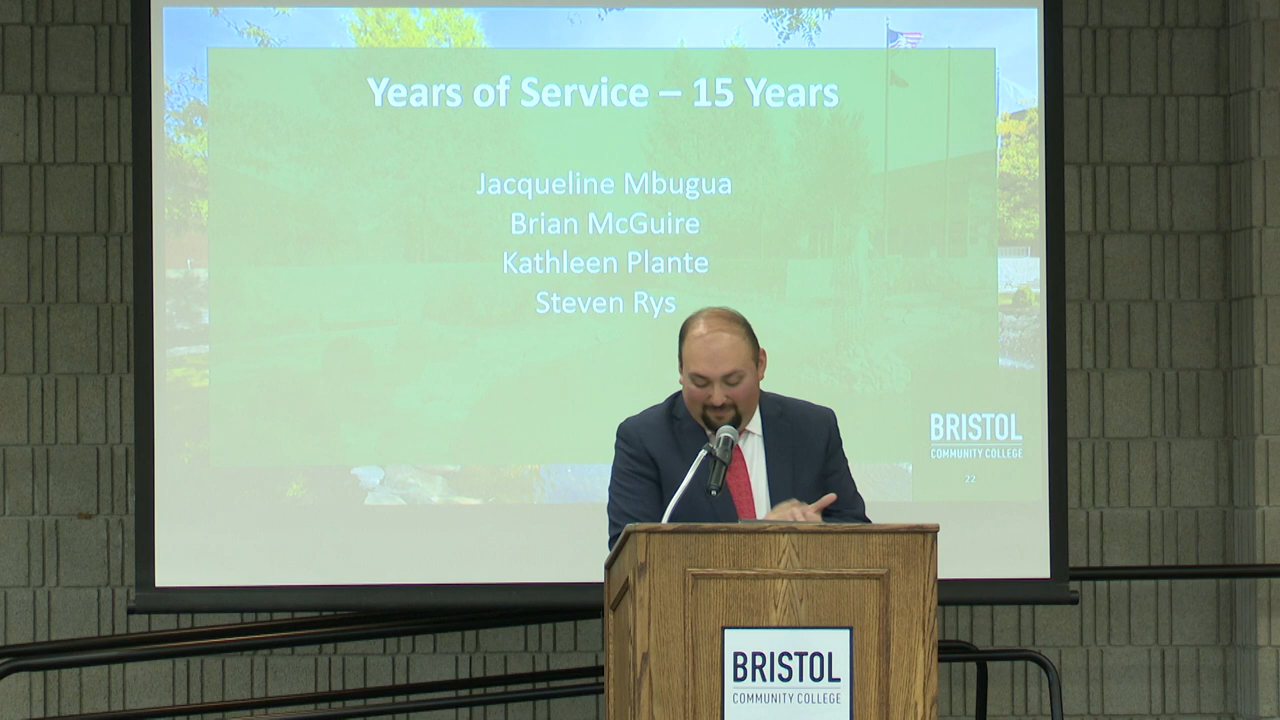 Years of Service – 15 Years
Jacqueline Mbugua
Brian McGuire
Kathleen Plante
Steven Rys
BRISTOL
COMMUNITY COLLEGE
22
BRISTOL
COMMUNITY COLLEGE